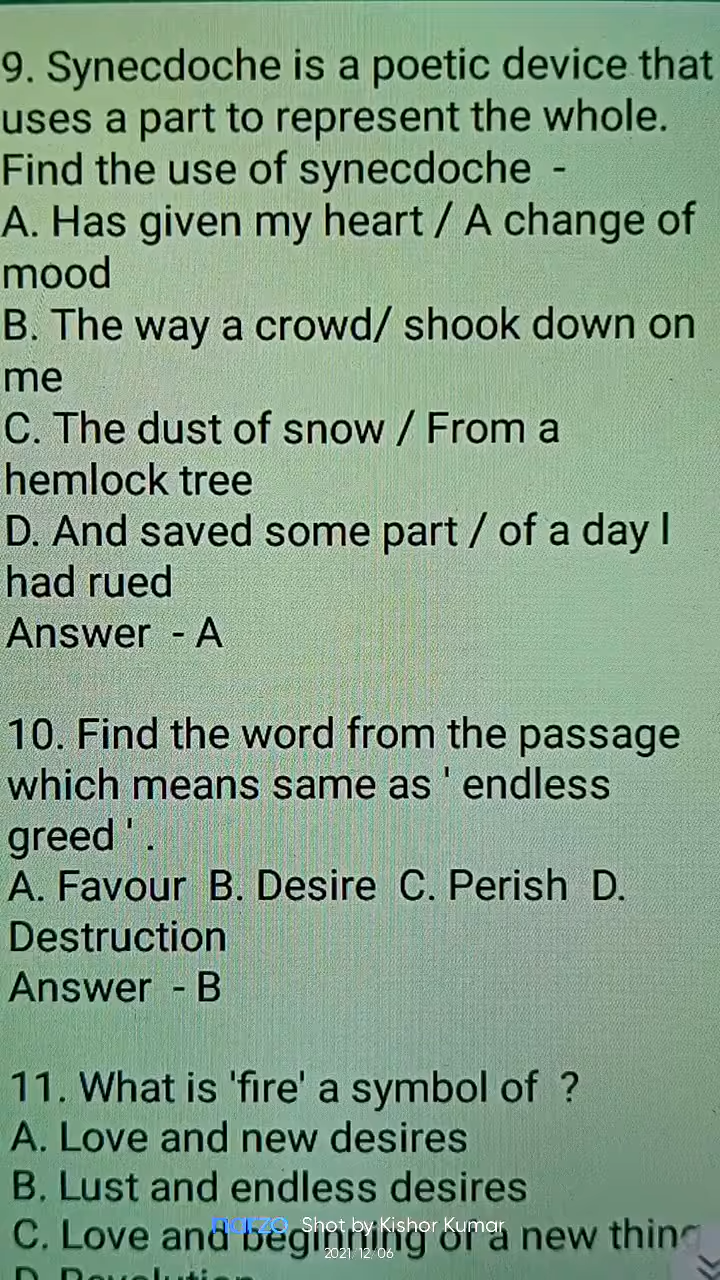 9. Synecdoche is a poetic device that
uses a part to represent the whole.
Find the use of synecdoche -
A. Has given my heart / A change of
mood
B. The way a crowd/ shook down on
me
C. The dust of snow / From a
hemlock tree
D. And saved some part / of a day I
had rued
Answer - A
10. Find the word from the passage
which means same as ' endless
greed ' .
A. Favour B. Desire C. Perish D.
Destruction
Answer - B
11. What is 'fire' a symbol of ?
A. Love and new desires
B. Lust and endless desires
C. Love and beginning of a new thing
narzo Shot by Kishor Kumar
2021/12/06